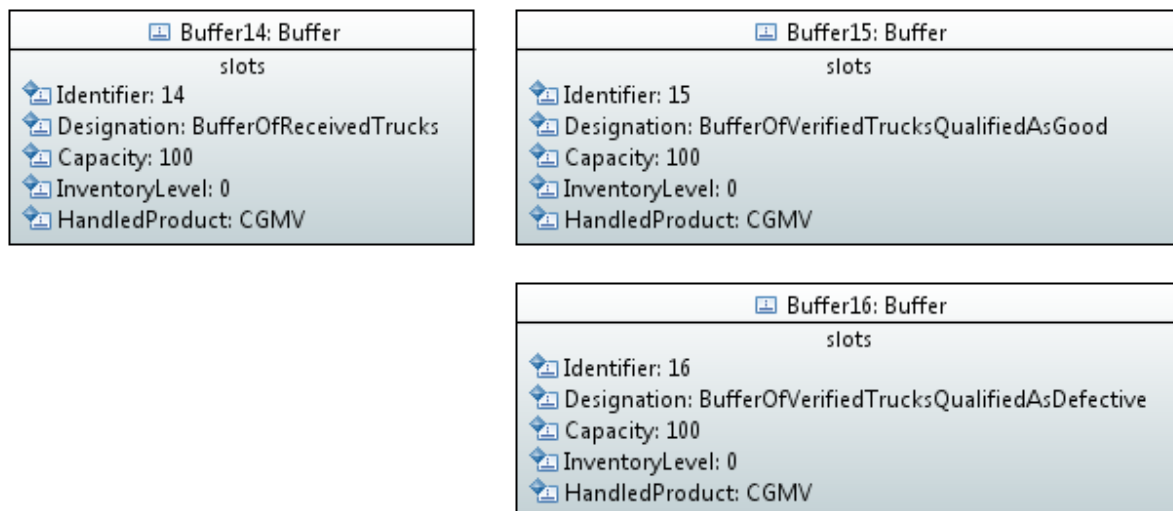 Buffer14: Buffer
slots
Identifier: 14
Designation: BufferOfReceivedTrucks
Capacity: 100
InventoryLevel: 0
HandledProduct: CGMV
Buffer15: Buffer
slots
Identifier: 15
Designation: BufferOfVerifiedTrucksQualifiedAsGood
Capacity: 100
InventoryLevel: 0
HandledProduct: CGMV
Buffer16: Buffer
slots
Identifier: 16
Designation: BufferOfVerifiedTrucksQualifiedAsDefective
Capacity: 100
InventoryLevel: 0
HandledProduct: CGMV